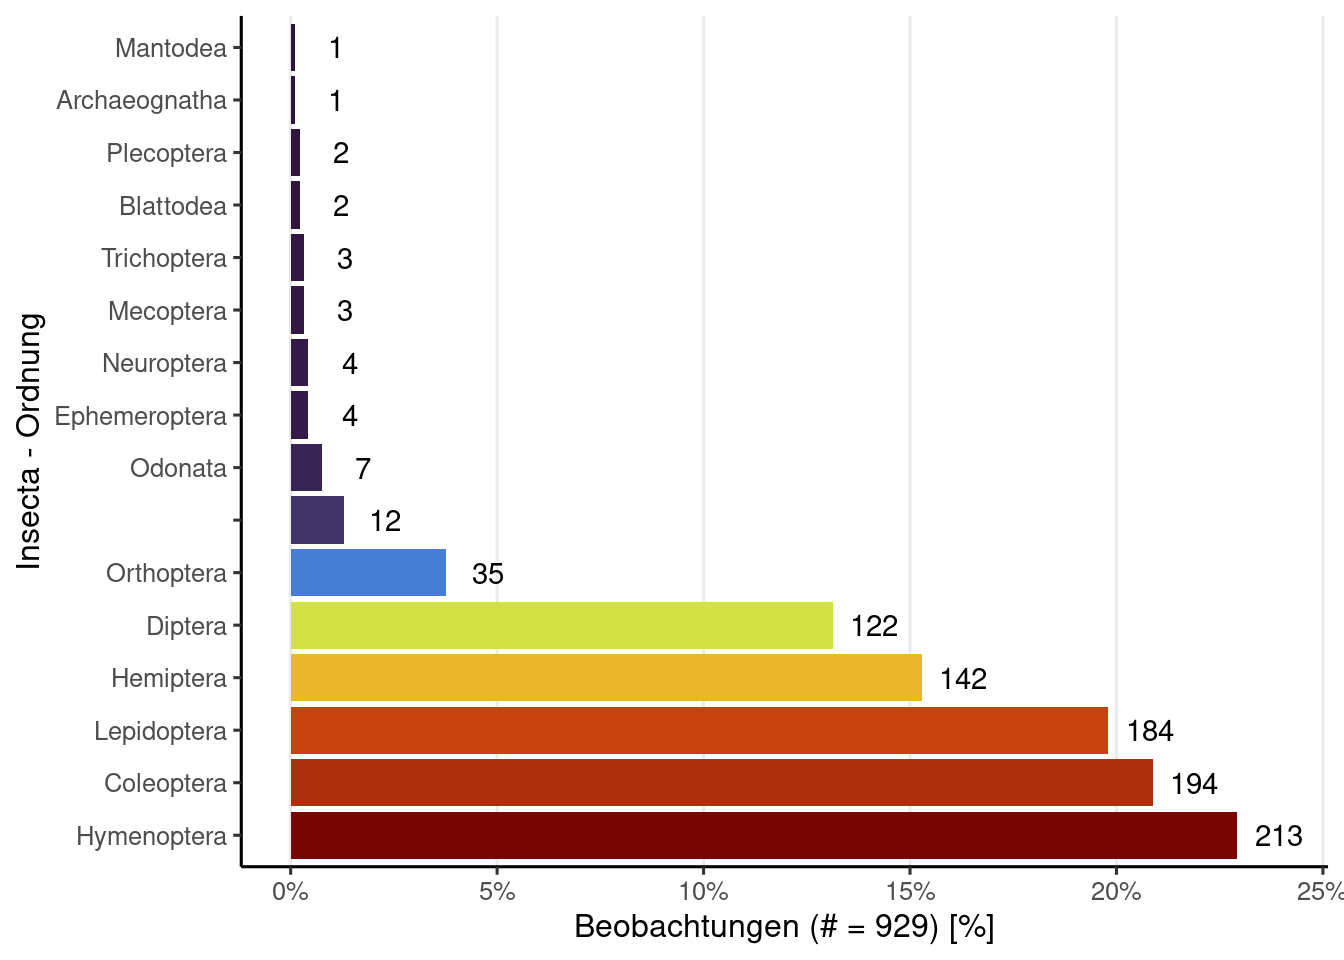 Mantodea 1
Archaeognatha 1
Plecoptera 2
Blattodea 2
Trichoptera 3
Mecoptera 3
Neuroptera 4
Ephemeroptera 4
Odonata 7
12
Orthoptera 35
Diptera 122
Hemiptera 142
Lepidoptera 184
Coleoptera 194
Hymenoptera 213
Insecta - Ordnung
0% 5% 10% 15% 20% 25%
Beobachtungen (# = 929) [%]